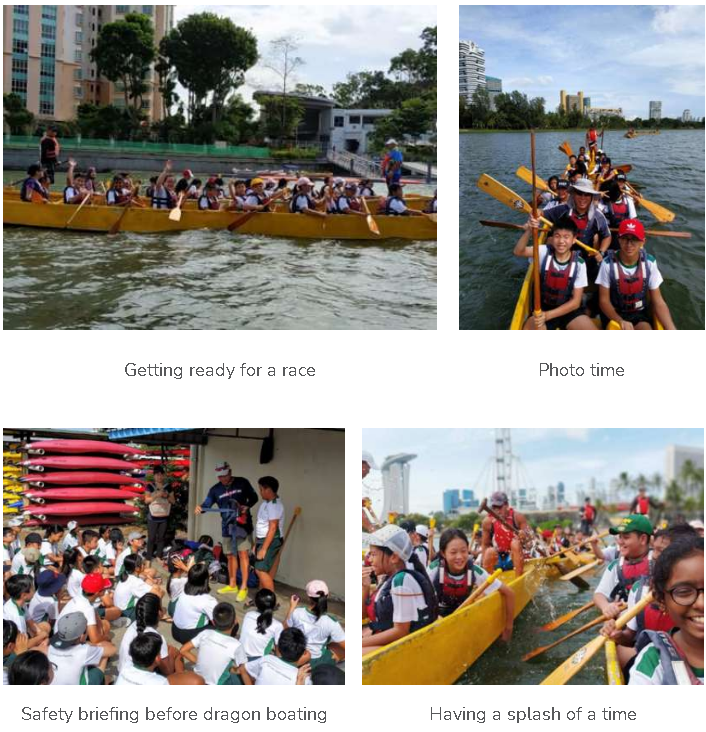 Getting ready for a race
Photo time
Safety briefing before dragon boating
Having a splash of a time